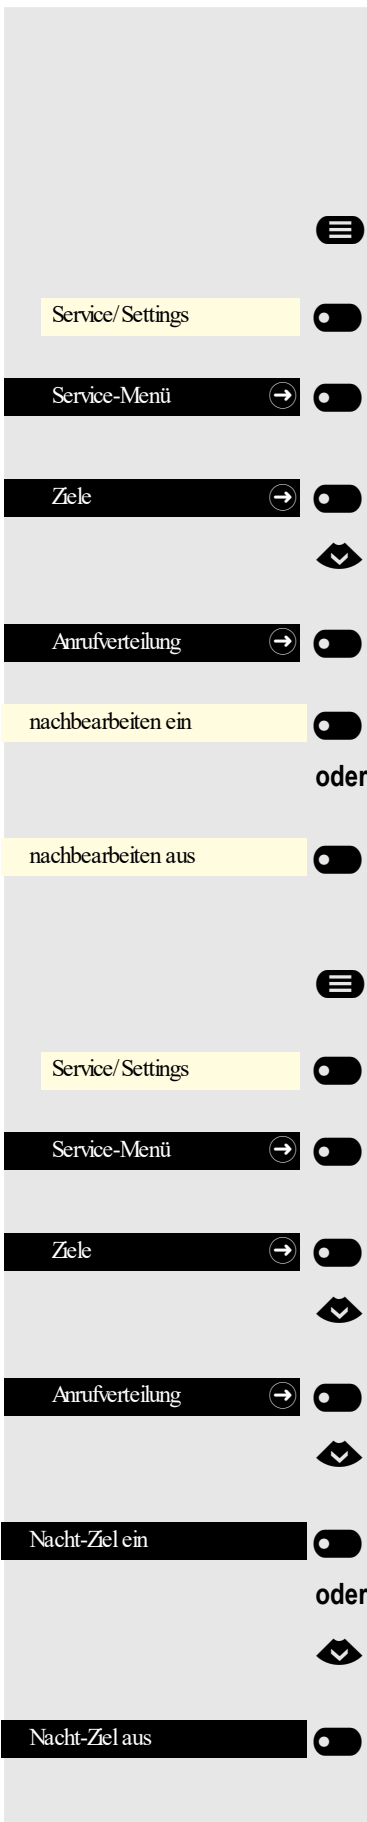 Service/Settings
Service-Menü
Ziele
Anrufverteilung
nachbearbeiten ein
oder
nachbearbeiten aus
Service/Settings
Service-Menü
Ziele
Anrufverteilung
Nacht-Ziel ein
oder
Nacht-Ziel aus